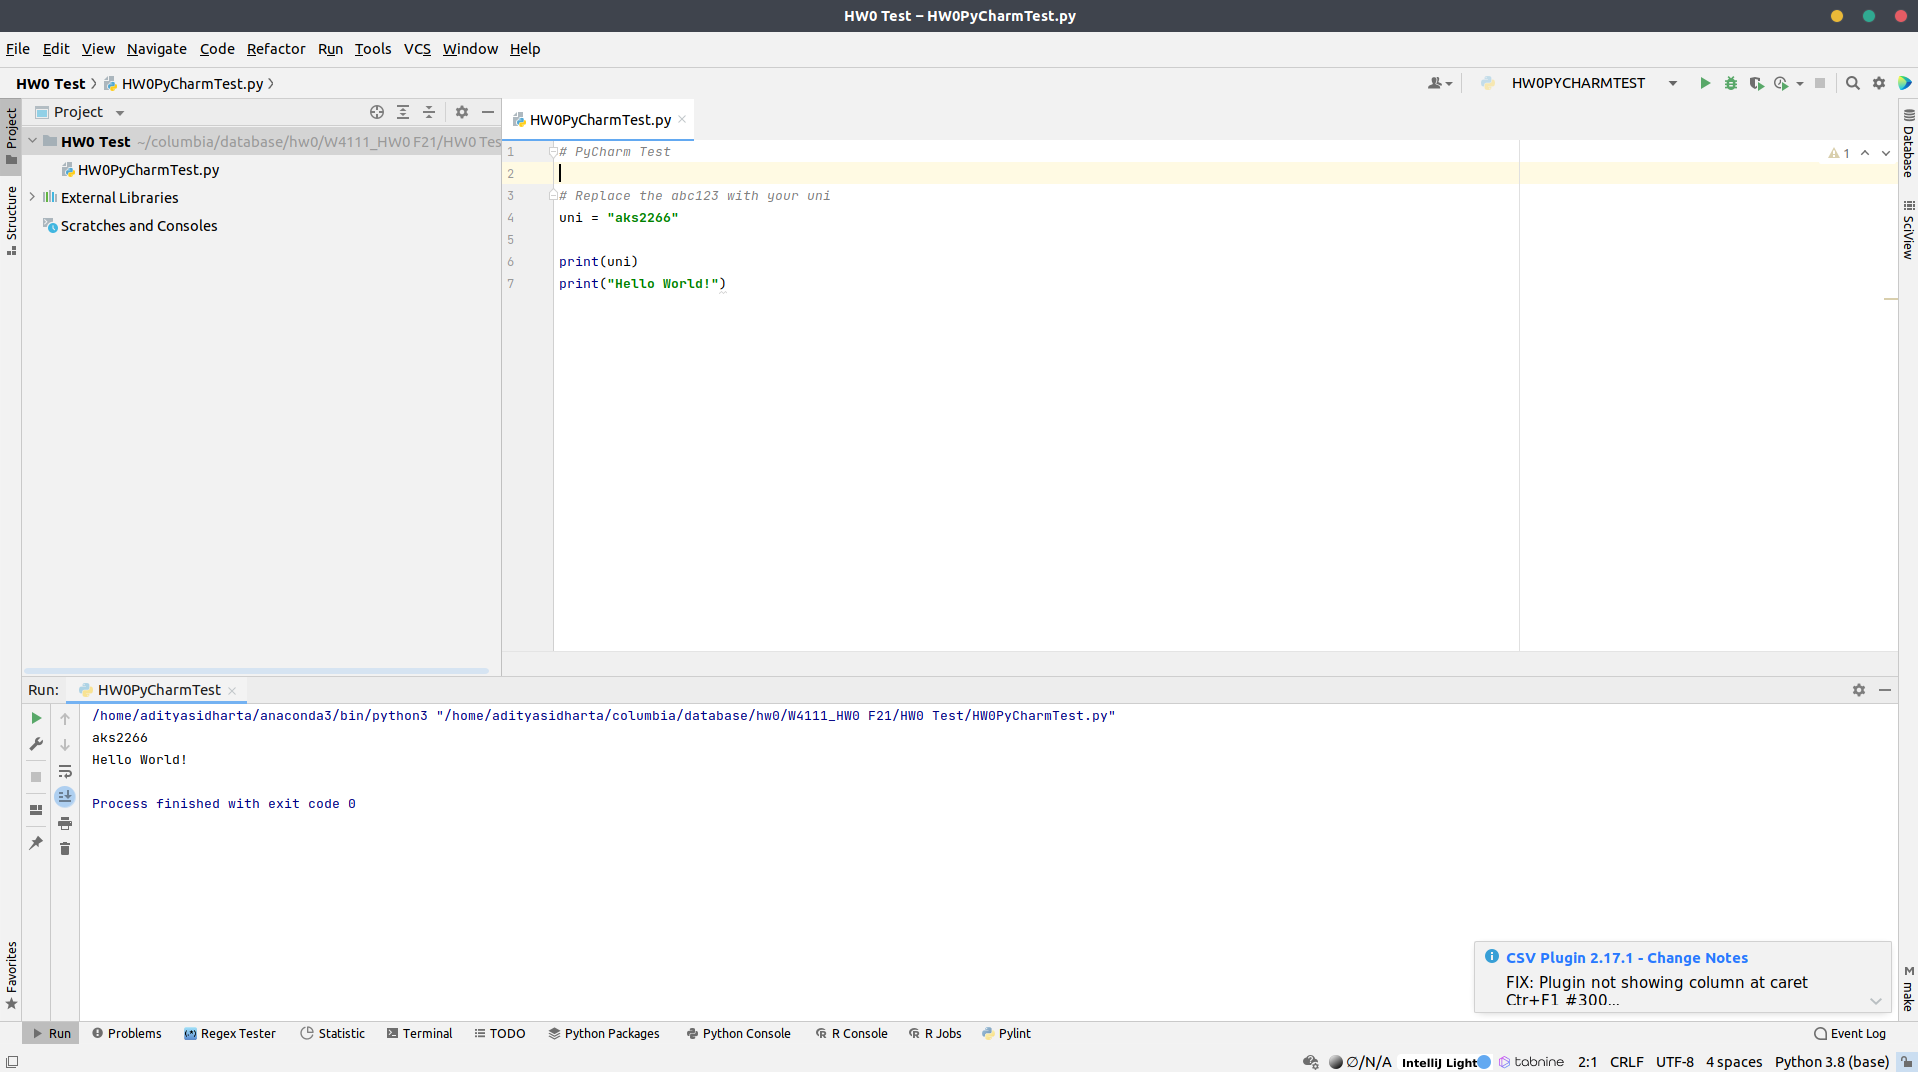 HW0 Test – HW0PyCharmTest.py
File Edit View Navigate Code Refactor Run Tools VCS Window Help
HW0 Test HW0PyCharmTest.py
HW0PYCHARMTEST
Project
HW0PyCharmTest.py
Project
HW0 Test ~/columbia/database/hw0/W4111_HW0 F21/HW0 Tes
HW0PyCharmTest.py
External Libraries
Scratches and Consoles
Structure
Favorites
1 # PyCharm Test
2
3 # Replace the abc123 with your uni
4 uni = "aks2266"
5
6 print(uni)
7 print("Hello World!")
1
Database
SciView
make
Run: HW0PyCharmTest
/home/adityasidharta/anaconda3/bin/python3 "/home/adityasidharta/columbia/database/hw0/W4111_HW0 F21/HW0 Test/HW0PyCharmTest.py"
aks2266
Hello World!
Process finished with exit code 0
CSV Plugin 2.17.1 - Change Notes
FIX: Plugin not showing column at caret
Ctr+F1 #300...
Run Problems Regex Tester Statistic Terminal TODO Python Packages Python Console R Console R Jobs Pylint Event Log
∅/N/A IntelliJ Light tabnine 2:1 CRLF UTF-8 4 spaces Python 3.8 (base)